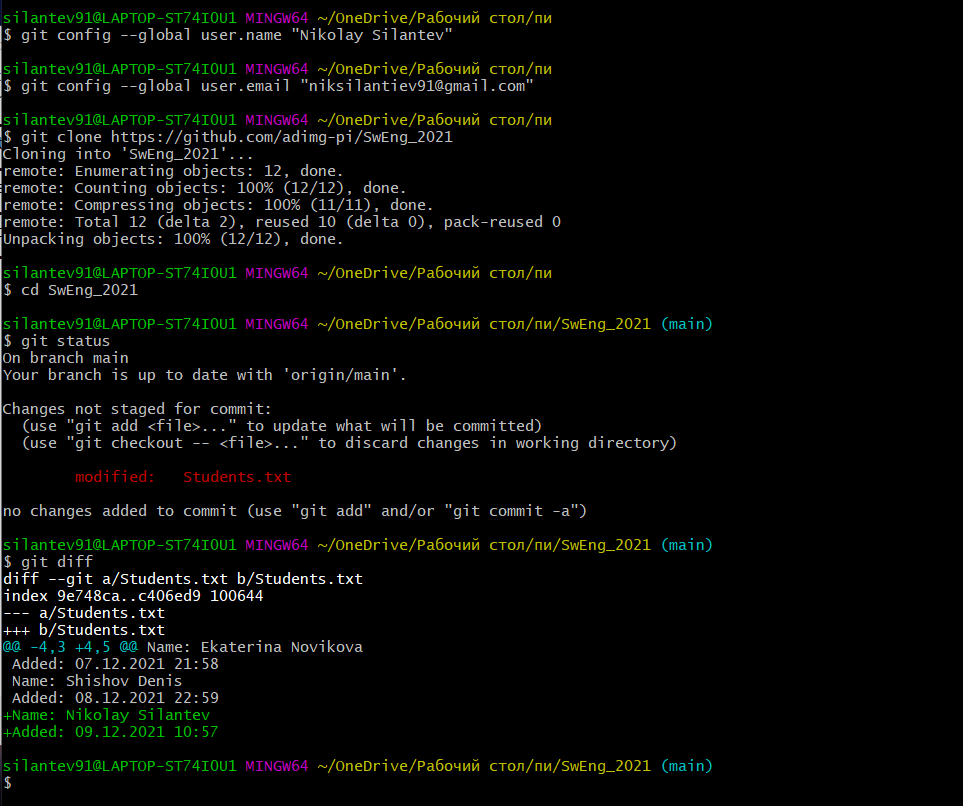 silantev91@LAPTOP-ST74I0U1 MINGW64 ~/OneDrive/Рабочий стол/пи
$ git config --global user.name "Nikolay Silantev"
silantev91@LAPTOP-ST74I0U1 MINGW64 ~/OneDrive/Рабочий стол/пи
$ git config --global user.email "niksilantiev91@gmail.com"
silantev91@LAPTOP-ST74I0U1 MINGW64 ~/OneDrive/Рабочий стол/пи
$ git clone https://github.com/adimg-pi/SwEng_2021
Cloning into 'SwEng_2021'...
remote: Enumerating objects: 12, done.
remote: Counting objects: 100% (12/12), done.
remote: Compressing objects: 100% (11/11), done.
remote: Total 12 (delta 2), reused 10 (delta 0), pack-reused 0
Unpacking objects: 100% (12/12), done.
silantev91@LAPTOP-ST74I0U1 MINGW64 ~/OneDrive/Рабочий стол/пи
$ cd SwEng_2021
silantev91@LAPTOP-ST74I0U1 MINGW64 ~/OneDrive/Рабочий стол/пи/SwEng_2021 (main)
$ git status
On branch main
Your branch is up to date with 'origin/main'.
Changes not staged for commit:
  (use "git add <file>..." to update what will be committed)
  (use "git checkout -- <file>..." to discard changes in working directory)
        modified:   Students.txt
no changes added to commit (use "git add" and/or "git commit -a")
silantev91@LAPTOP-ST74I0U1 MINGW64 ~/OneDrive/Рабочий стол/пи/SwEng_2021 (main)
$ git diff
diff --git a/Students.txt b/Students.txt
index 9e748ca..c406ed9 100644
--- a/Students.txt
+++ b/Students.txt
@@ -4,3 +4,5 @@ Name: Ekaterina Novikova
 Added: 07.12.2021 21:58
 Name: Shishov Denis
 Added: 08.12.2021 22:59
+Name: Nikolay Silantev
+Added: 09.12.2021 10:57
silantev91@LAPTOP-ST74I0U1 MINGW64 ~/OneDrive/Рабочий стол/пи/SwEng_2021 (main)
$